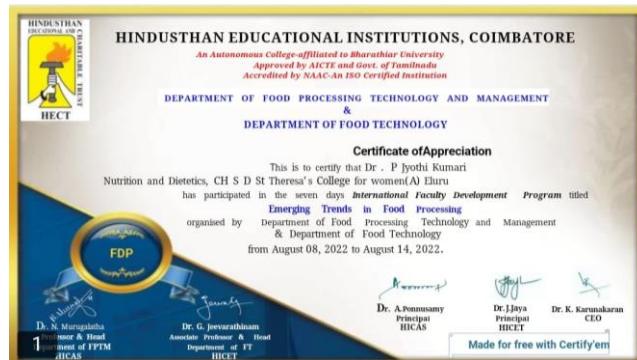 HINDUSTHAN
EDUCATIONAL AND
CHARITABLE TRUST
HECT
HINDUSTHAN EDUCATIONAL INSTITUTIONS, COIMBATORE
An Autonomous College-affiliated to Bharathiar University
Approved by AICTE and Govt. of Tamilnadu
Accredited by NAAC-An ISO Certified Institution
DEPARTMENT OF FOOD PROCESSING TECHNOLOGY AND MANAGEMENT
&
DEPARTMENT OF FOOD TECHNOLOGY
Certificate ofAppreciation
This is to certify that Dr . P Jyothi Kumari
Nutrition and Dietetics, CH S D St Theresa's College for women(A) Eluru
has participated in the seven days International Faculty Development Program titled
Emerging Trends in Food Processing
organised by Department of Food Processing Technology and Management
& Department of Food Technology
from August 08, 2022 to August 14, 2022.
FDP
Dr. N. Murugalatha
Professor & Head
Department of FPTM
HICAS
Dr. G. Jeevarathinam
Associate Professor & Head
Department of FT
HICET
Dr. A.Ponnusamy
Principal
HICAS
Dr. J.Jaya
Principal
HICET
Dr. K. Karunakaran
CEO
1
Made for free with Certify'em